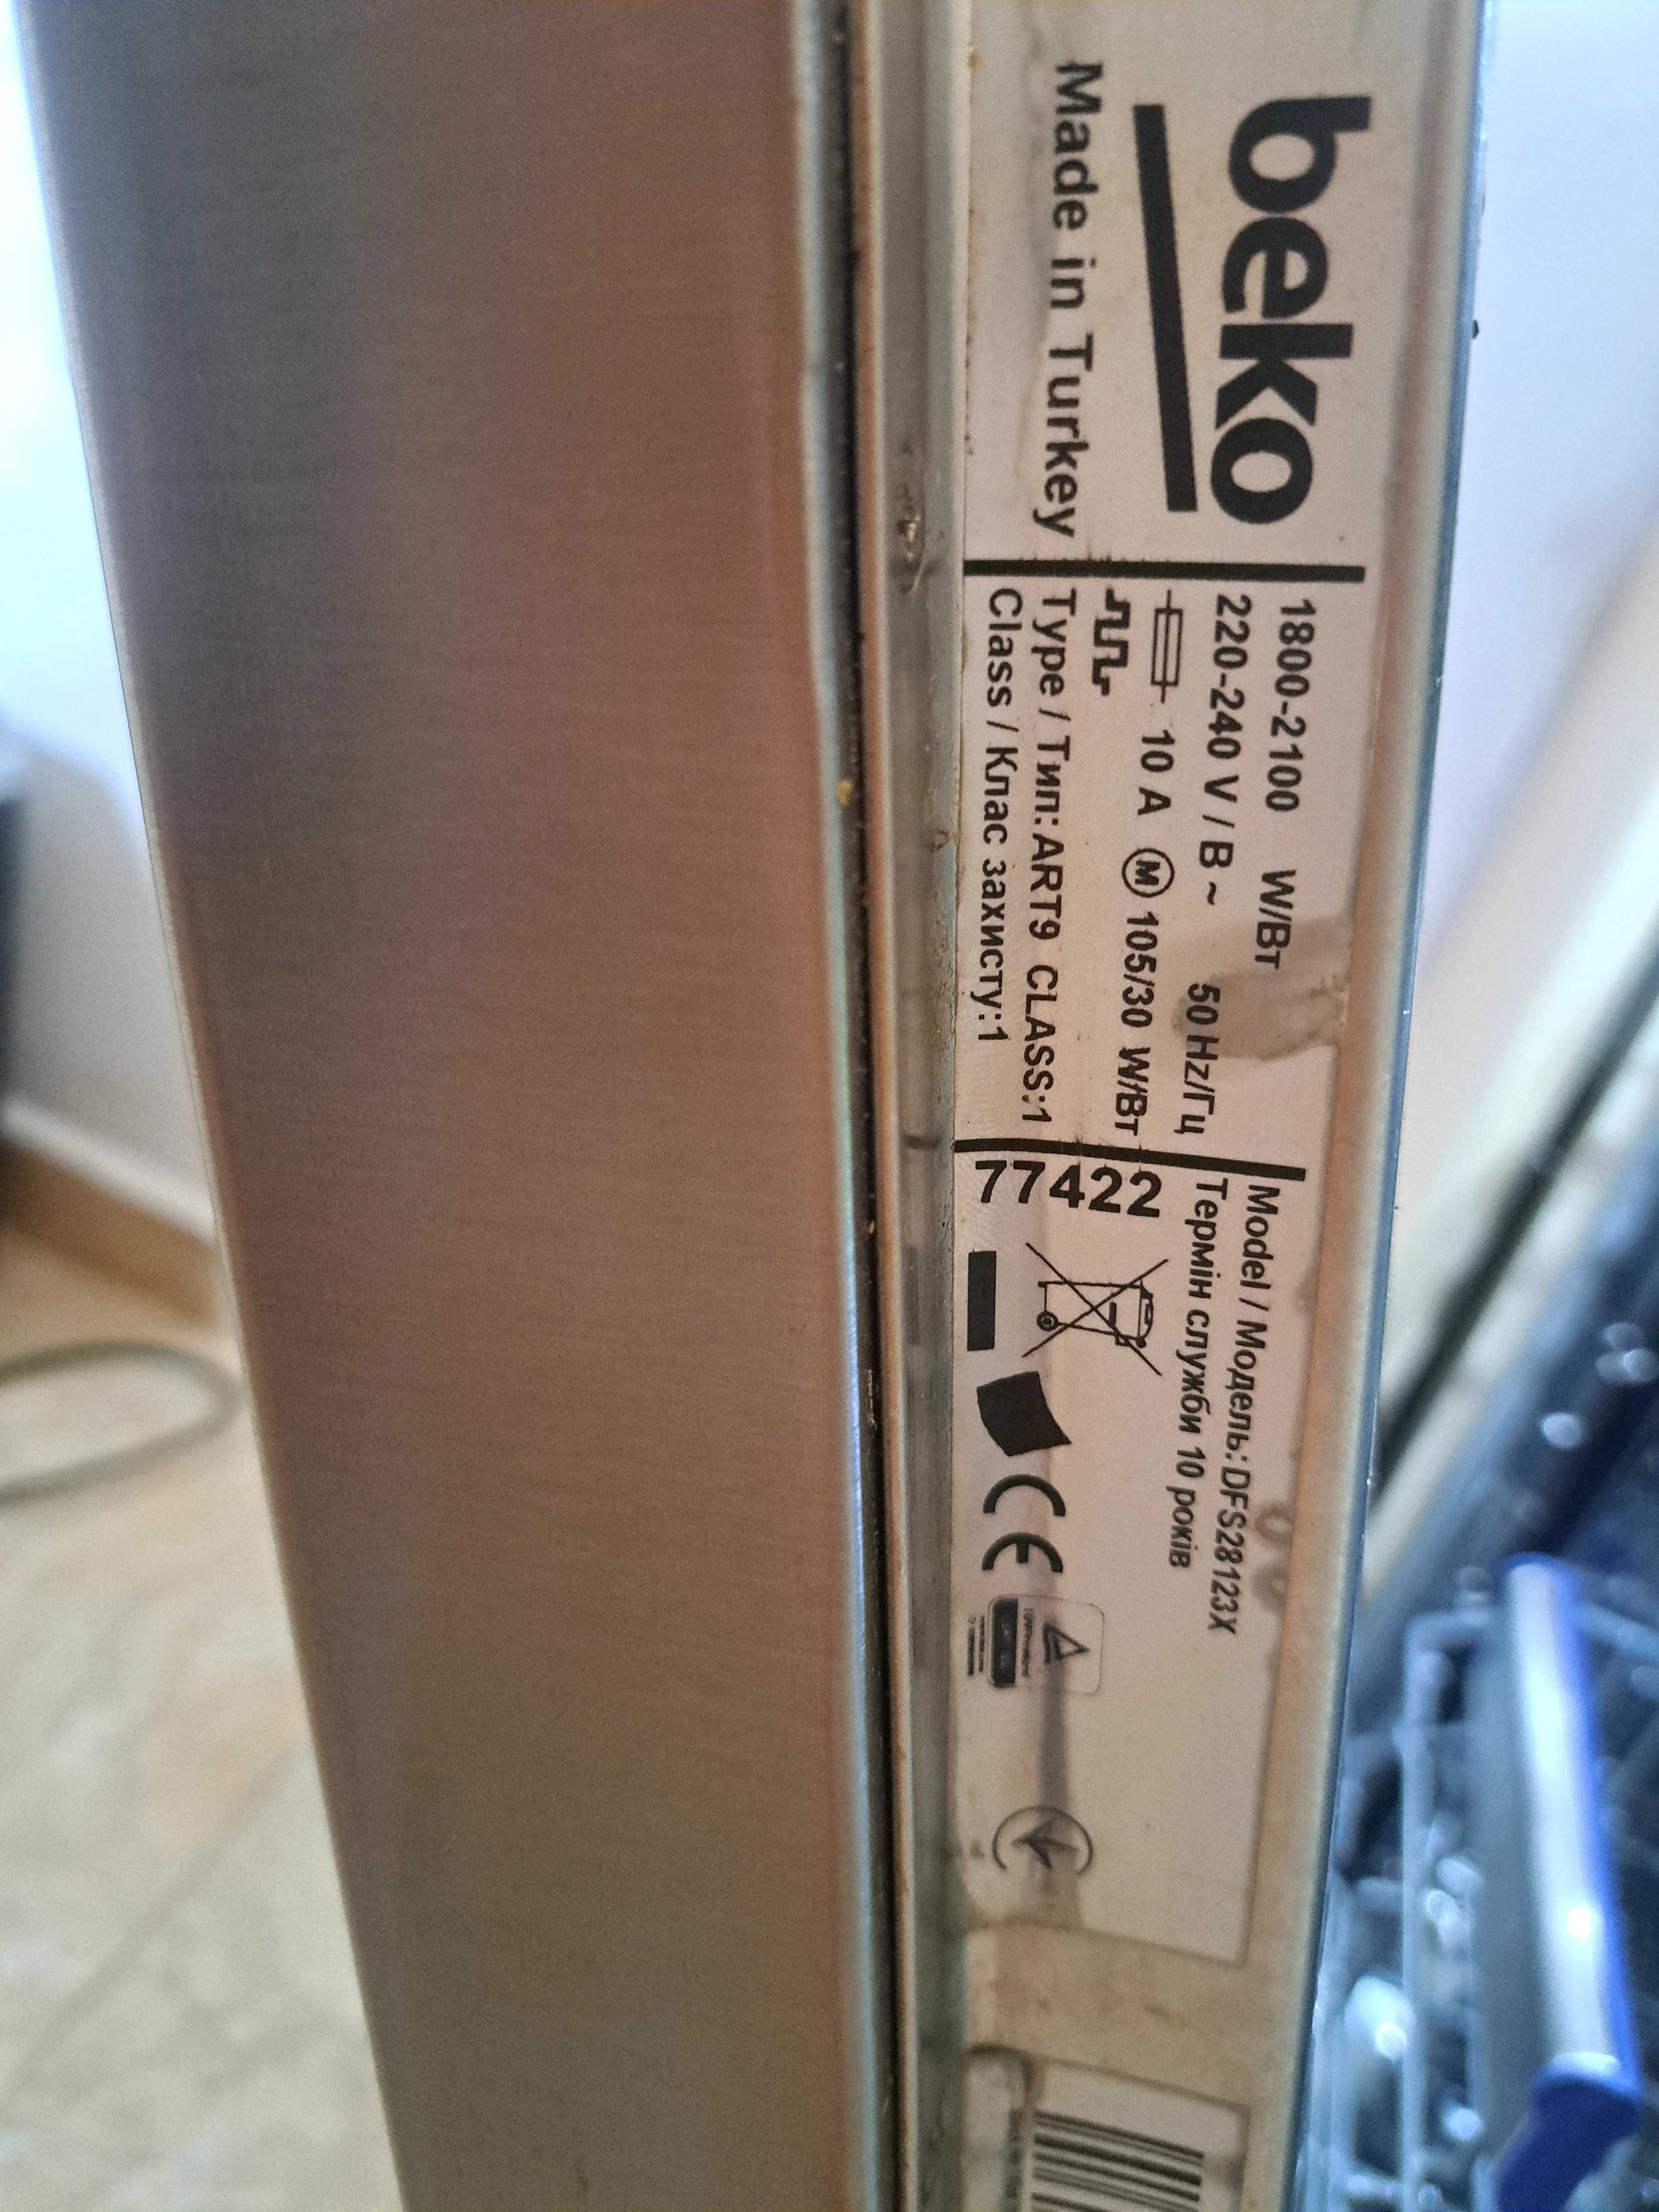 beko
Made in Turkey
1800-2100 W/Вт
220-240 V / В ~ 50 Hz/Гц
10 A M 105/30 W/Вт
Type / Тип: ART9 CLASS:1
Class / Клас захисту:1
Model / Модель: DFS28123X
Термін служби 10 років
77422
CE